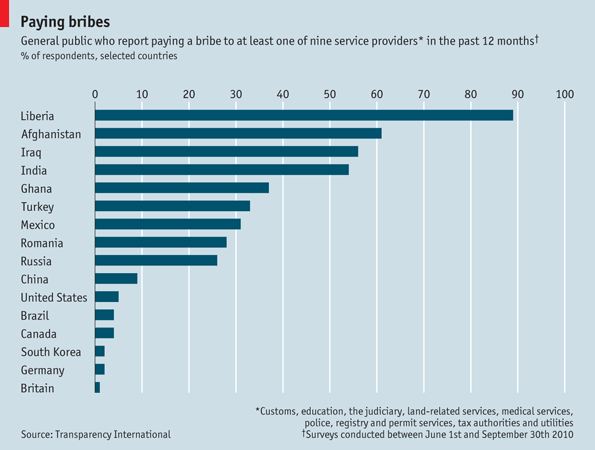 Paying bribes
General public who report paying a bribe to at least one of nine service providers* in the past 12 months†
% of respondents, selected countries
0 10 20 30 40 50 60 70 80 90 100
Liberia
Afghanistan
Iraq
India
Ghana
Turkey
Mexico
Romania
Russia
China
United States
Brazil
Canada
South Korea
Germany
Britain
*Customs, education, the judiciary, land-related services, medical services,
police, registry and permit services, tax authorities and utilities
Source: Transparency International †Surveys conducted between June 1st and September 30th 2010